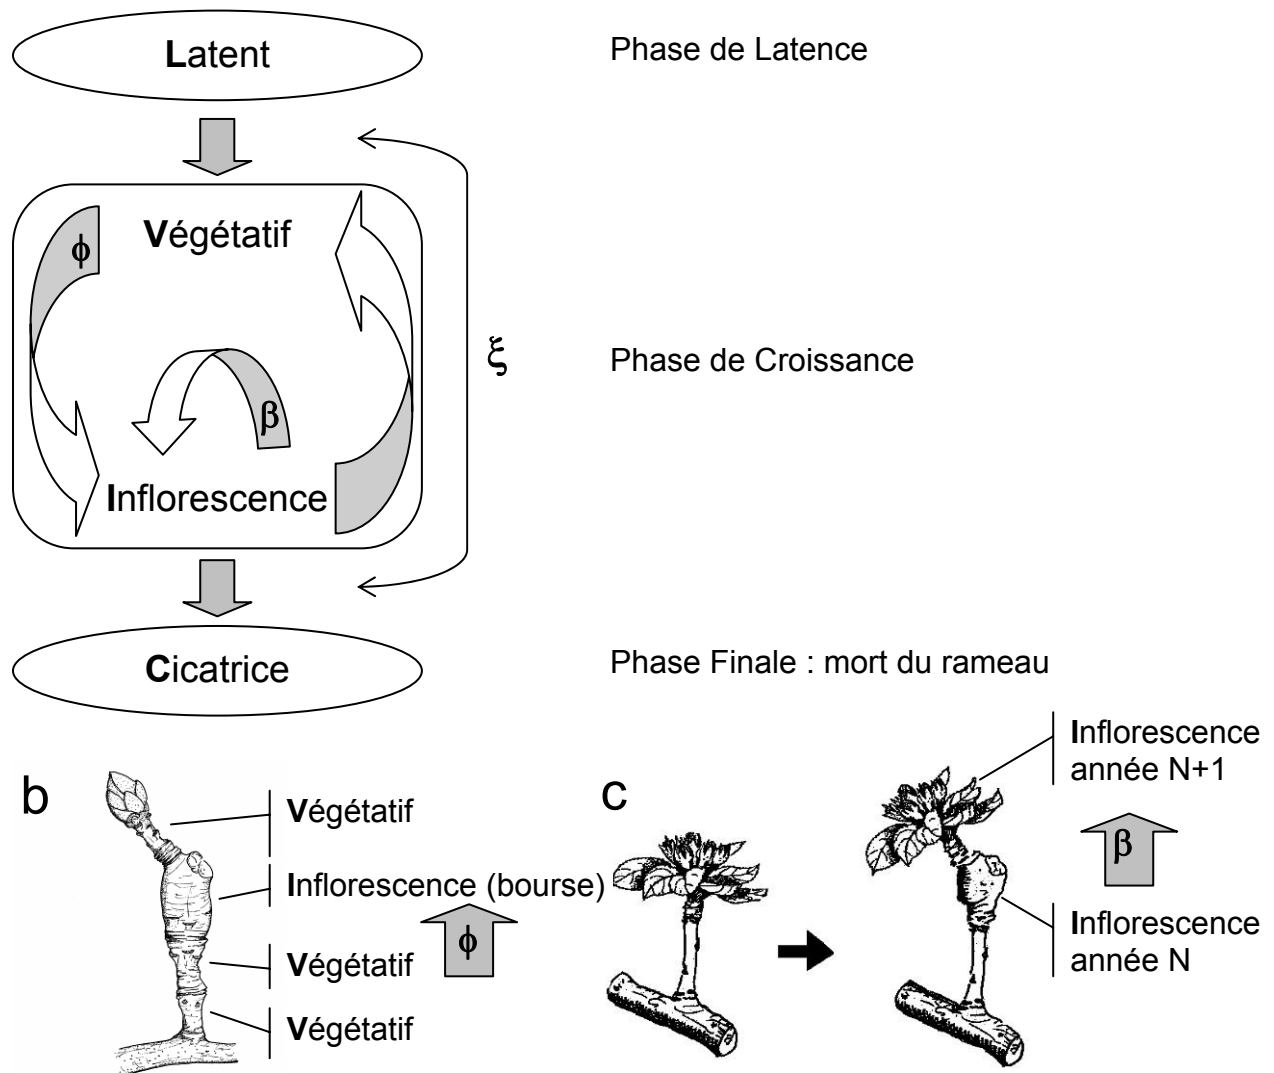 Latent
Phase de Latence
Végétatif
ϕ
ξ
Phase de Croissance
β
Inflorescence
Cicatrice
Phase Finale : mort du rameau
b
Végétatif
Inflorescence (bourse)
ϕ
Végétatif
Végétatif
c
Inflorescence
année N+1
β
Inflorescence
année N